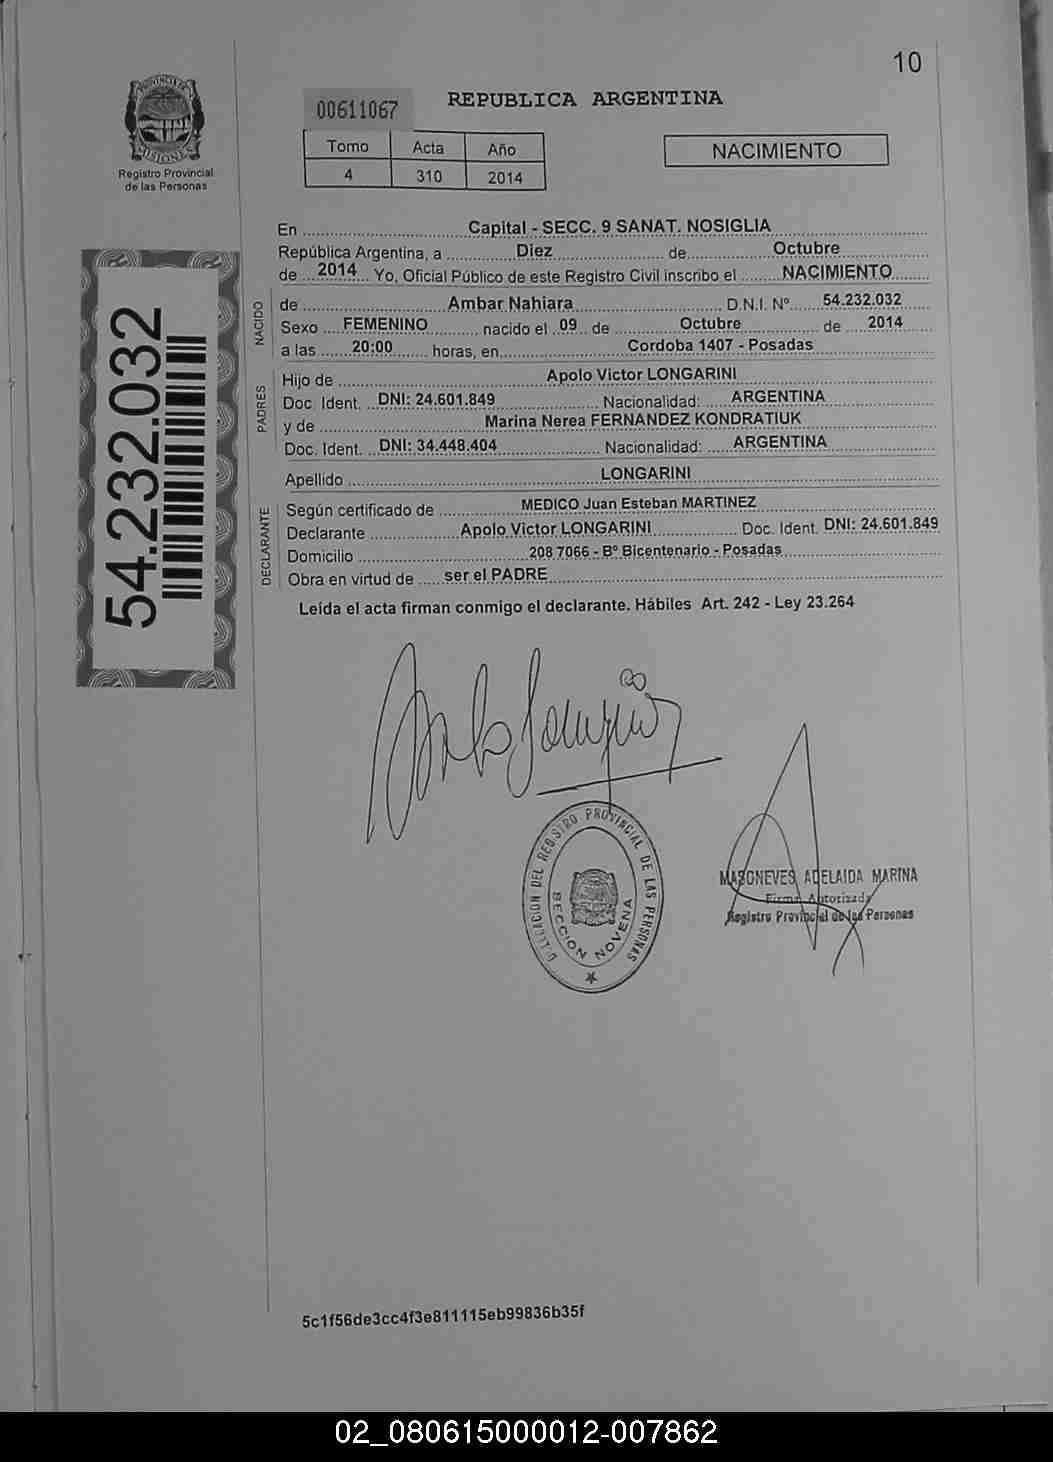 10
PROVINCIA DE
MISIONES
Registro Provincial
de las Personas
00611067
REPUBLICA ARGENTINA
Tomo Acta Año
4 310 2014
NACIMIENTO
54.232.032
En Capital - SECC. 9 SANAT. NOSIGLIA
República Argentina, a Diez de Octubre
de 2014 Yo, Oficial Público de este Registro Civil inscribo el NACIMIENTO
NACIDO
de Ambar Nahiara D.N.I. Nº 54.232.032
Sexo FEMENINO nacido el 09 de Octubre de 2014
a las 20:00 horas, en Cordoba 1407 - Posadas
PADRES
Hijo de Apolo Victor LONGARINI
Doc. Ident. DNI: 24.601.849 Nacionalidad: ARGENTINA
y de Marina Nerea FERNANDEZ KONDRATIUK
Doc. Ident. DNI: 34.448.404 Nacionalidad: ARGENTINA
Apellido LONGARINI
DECLARANTE
Según certificado de MEDICO Juan Esteban MARTINEZ
Declarante Apolo Victor LONGARINI Doc. Ident. DNI: 24.601.849
Domicilio 208 7066 - Bº Bicentenario - Posadas
Obra en virtud de ser el PADRE
Leída el acta firman conmigo el declarante. Hábiles Art. 242 - Ley 23.264
DELEGACION DEL REGISTRO PROVINCIAL DE LAS PERSONAS
SECCION NOVENA
MASGNEVES ADELAIDA MARINA
Firma Autorizada
Registro Provincial de las Personas
5c1f56de3cc4f3e811115eb99836b35f
02_080615000012-007862